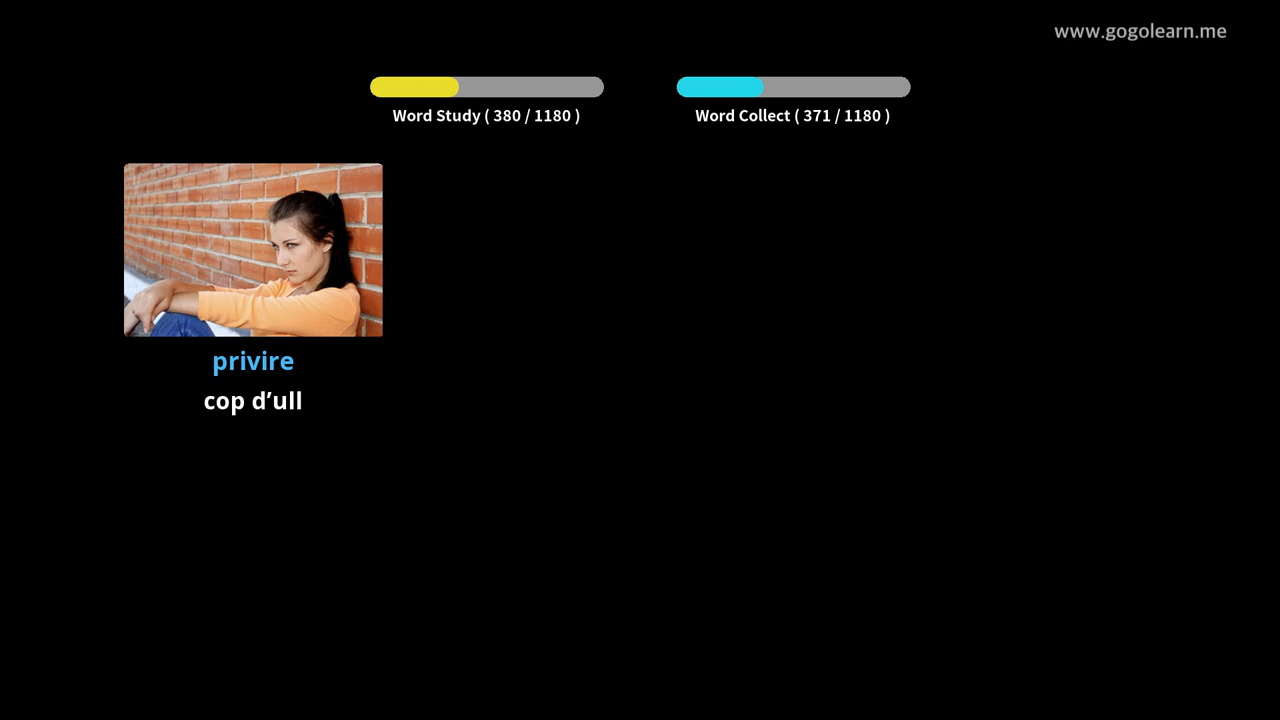 www.gogolearn.me
Word Study ( 380 / 1180 )
Word Collect ( 371 / 1180 )
privire
cop d’ull